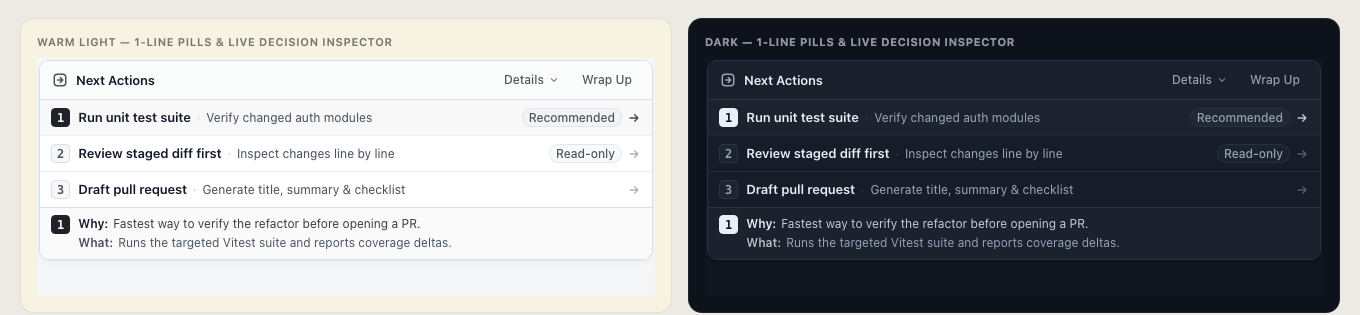 WARM LIGHT — 1-LINE PILLS & LIVE DECISION INSPECTOR
Next Actions Details Wrap Up
1 Run unit test suite · Verify changed auth modules Recommended →
2 Review staged diff first · Inspect changes line by line Read-only →
3 Draft pull request · Generate title, summary & checklist →
1 Why: Fastest way to verify the refactor before opening a PR.
What: Runs the targeted Vitest suite and reports coverage deltas.
DARK — 1-LINE PILLS & LIVE DECISION INSPECTOR
Next Actions Details Wrap Up
1 Run unit test suite · Verify changed auth modules Recommended →
2 Review staged diff first · Inspect changes line by line Read-only →
3 Draft pull request · Generate title, summary & checklist →
1 Why: Fastest way to verify the refactor before opening a PR.
What: Runs the targeted Vitest suite and reports coverage deltas.